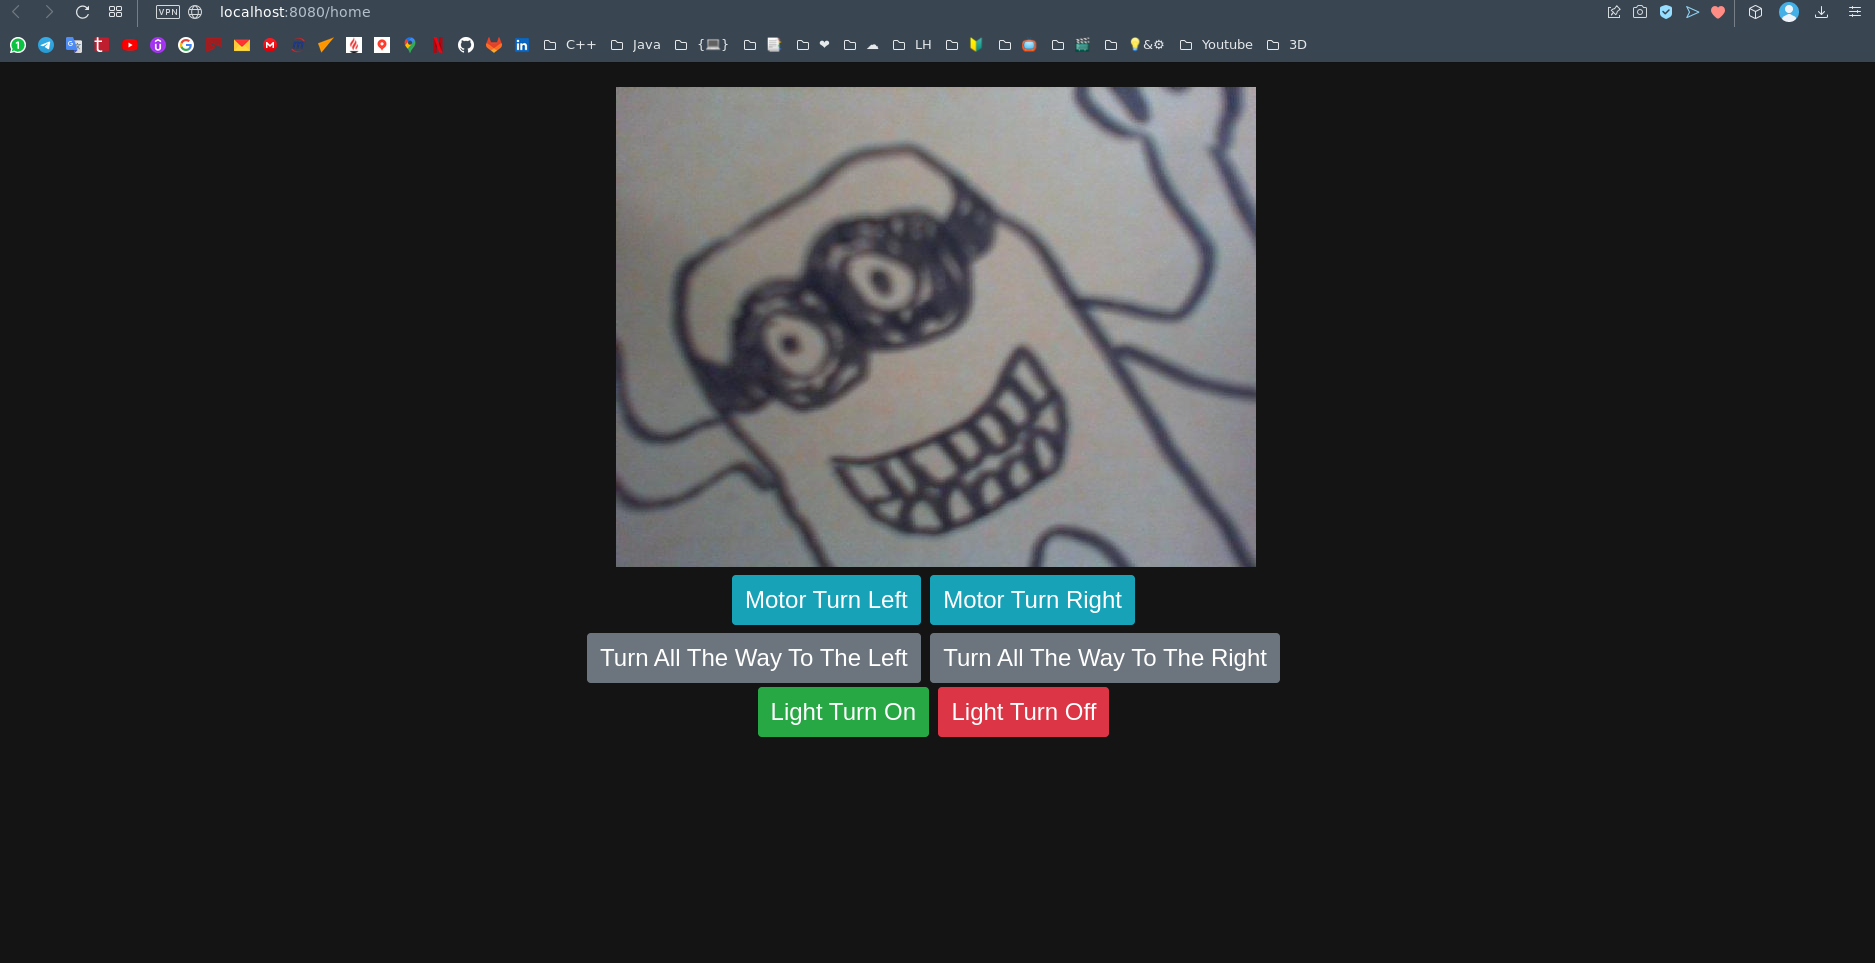 VPN localhost:8080/home
C++ Java {💻} 📑 ❤ ☁ LH 🔰 📺 🎬 💡&⚙ Youtube 3D
Motor Turn Left Motor Turn Right
Turn All The Way To The Left Turn All The Way To The Right
Light Turn On Light Turn Off